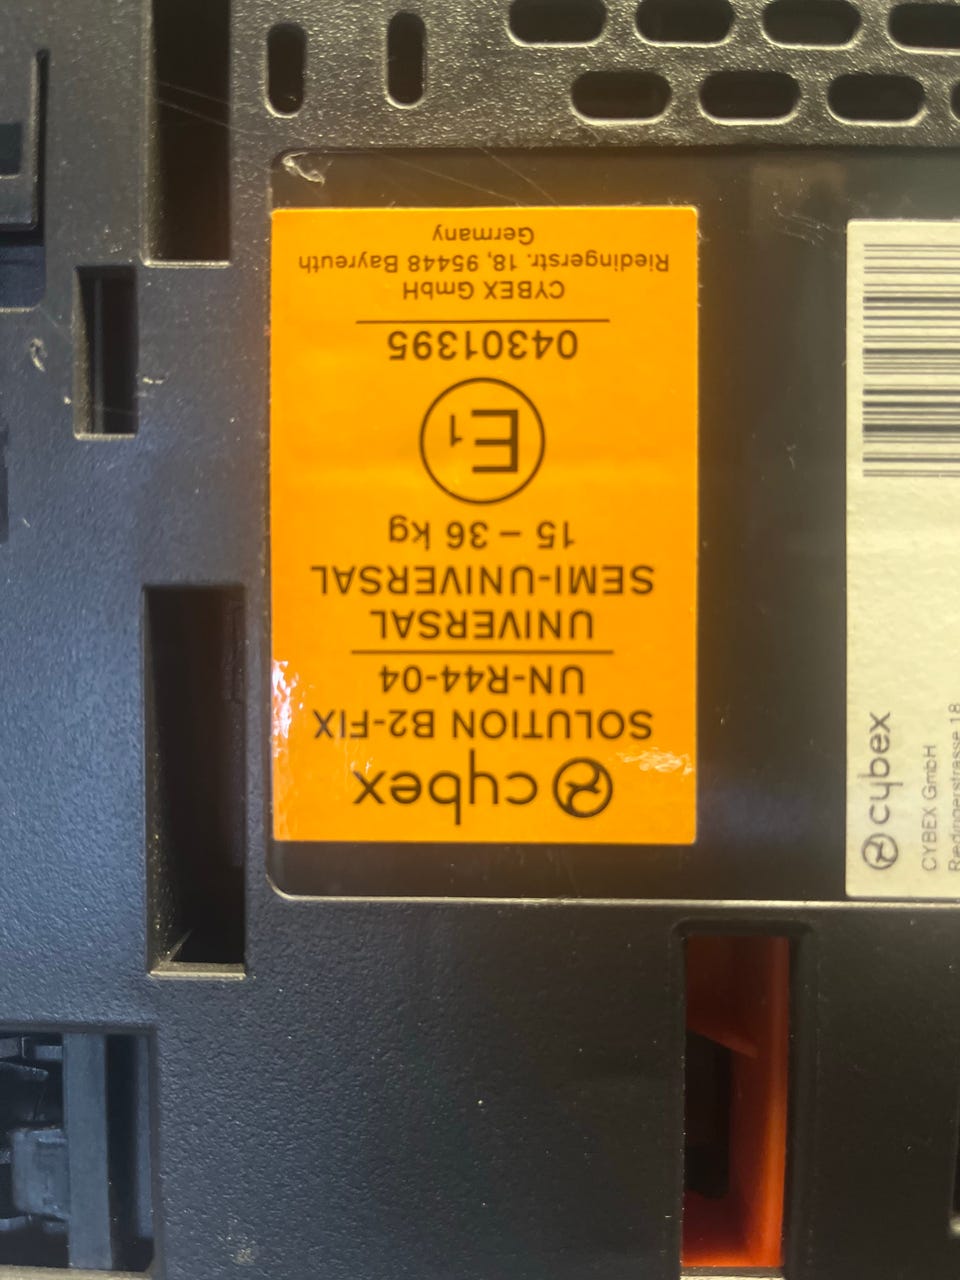 cybex
SOLUTION B2-FIX
UN-R44-04
UNIVERSAL
SEMI-UNIVERSAL
15 – 36 kg
E1
04301395
CYBEX GmbH
Riedingerstr. 18, 95448 Bayreuth
Germany
cybex
CYBEX GmbH
Riedingerstrasse 18